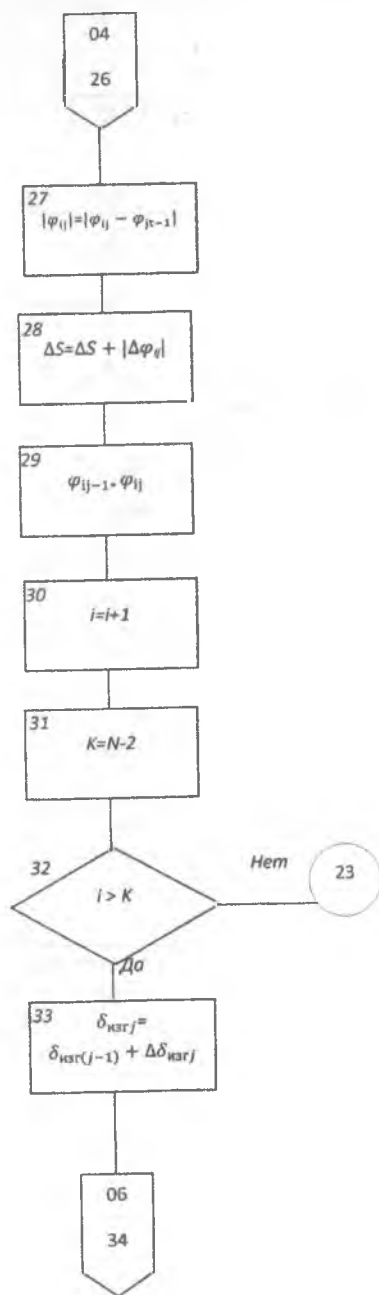 04
26
27
|φij|=|φij − φjt−1|
28
ΔS=ΔS + |Δφij|
29
φij−1. φij
30
i=i+1
31
K=N-2
32
i > K
Нет
23
Да
33
δизгj=
δизг(j−1) + Δδизгj
06
34